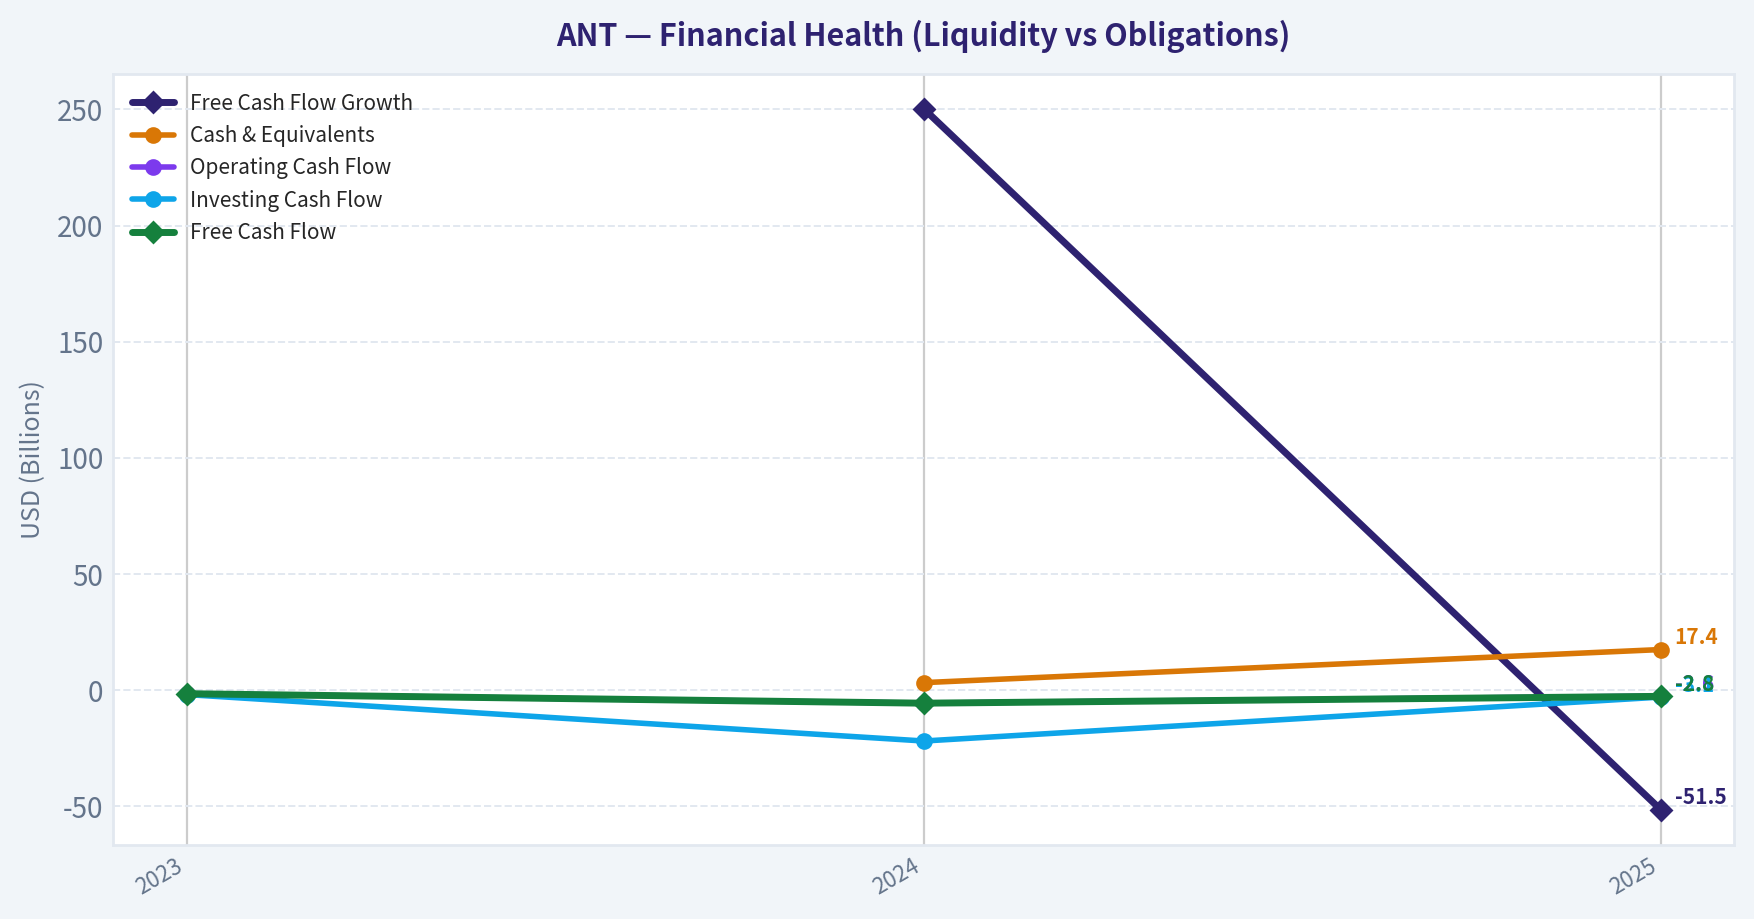 ANT — Financial Health (Liquidity vs Obligations)
Free Cash Flow Growth
Cash & Equivalents
Operating Cash Flow
Investing Cash Flow
Free Cash Flow
USD (Billions)
250
200
150
100
50
0
-50
17.4
-51.5
2023
2024
2025